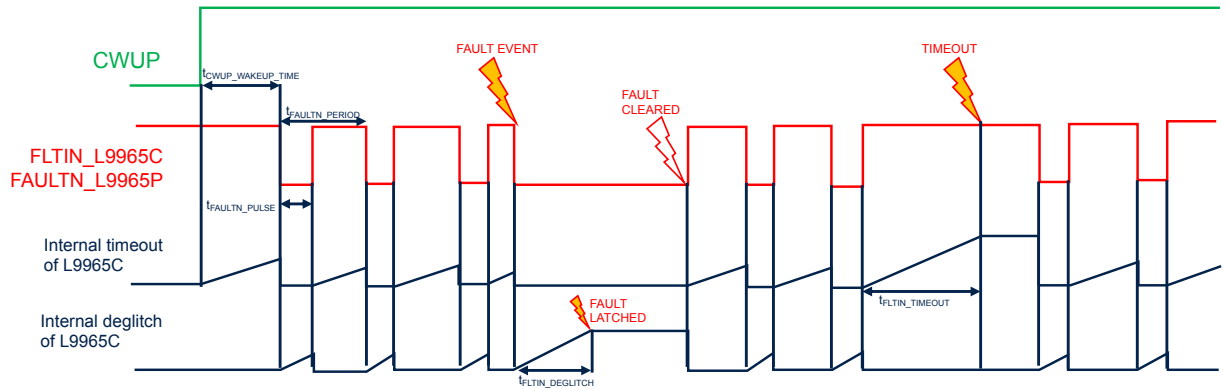 CWUP
tCWUP_WAKEUP_TIME
FAULT EVENT
TIMEOUT
FAULT
CLEARED
tFAULTN_PERIOD
FLTIN_L9965C
FAULTN_L9965P
tFAULTN_PULSE
Internal timeout
of L9965C
tFLTIN_TIMEOUT
FAULT
LATCHED
Internal deglitch
of L9965C
tFLTIN_DEGLITCH